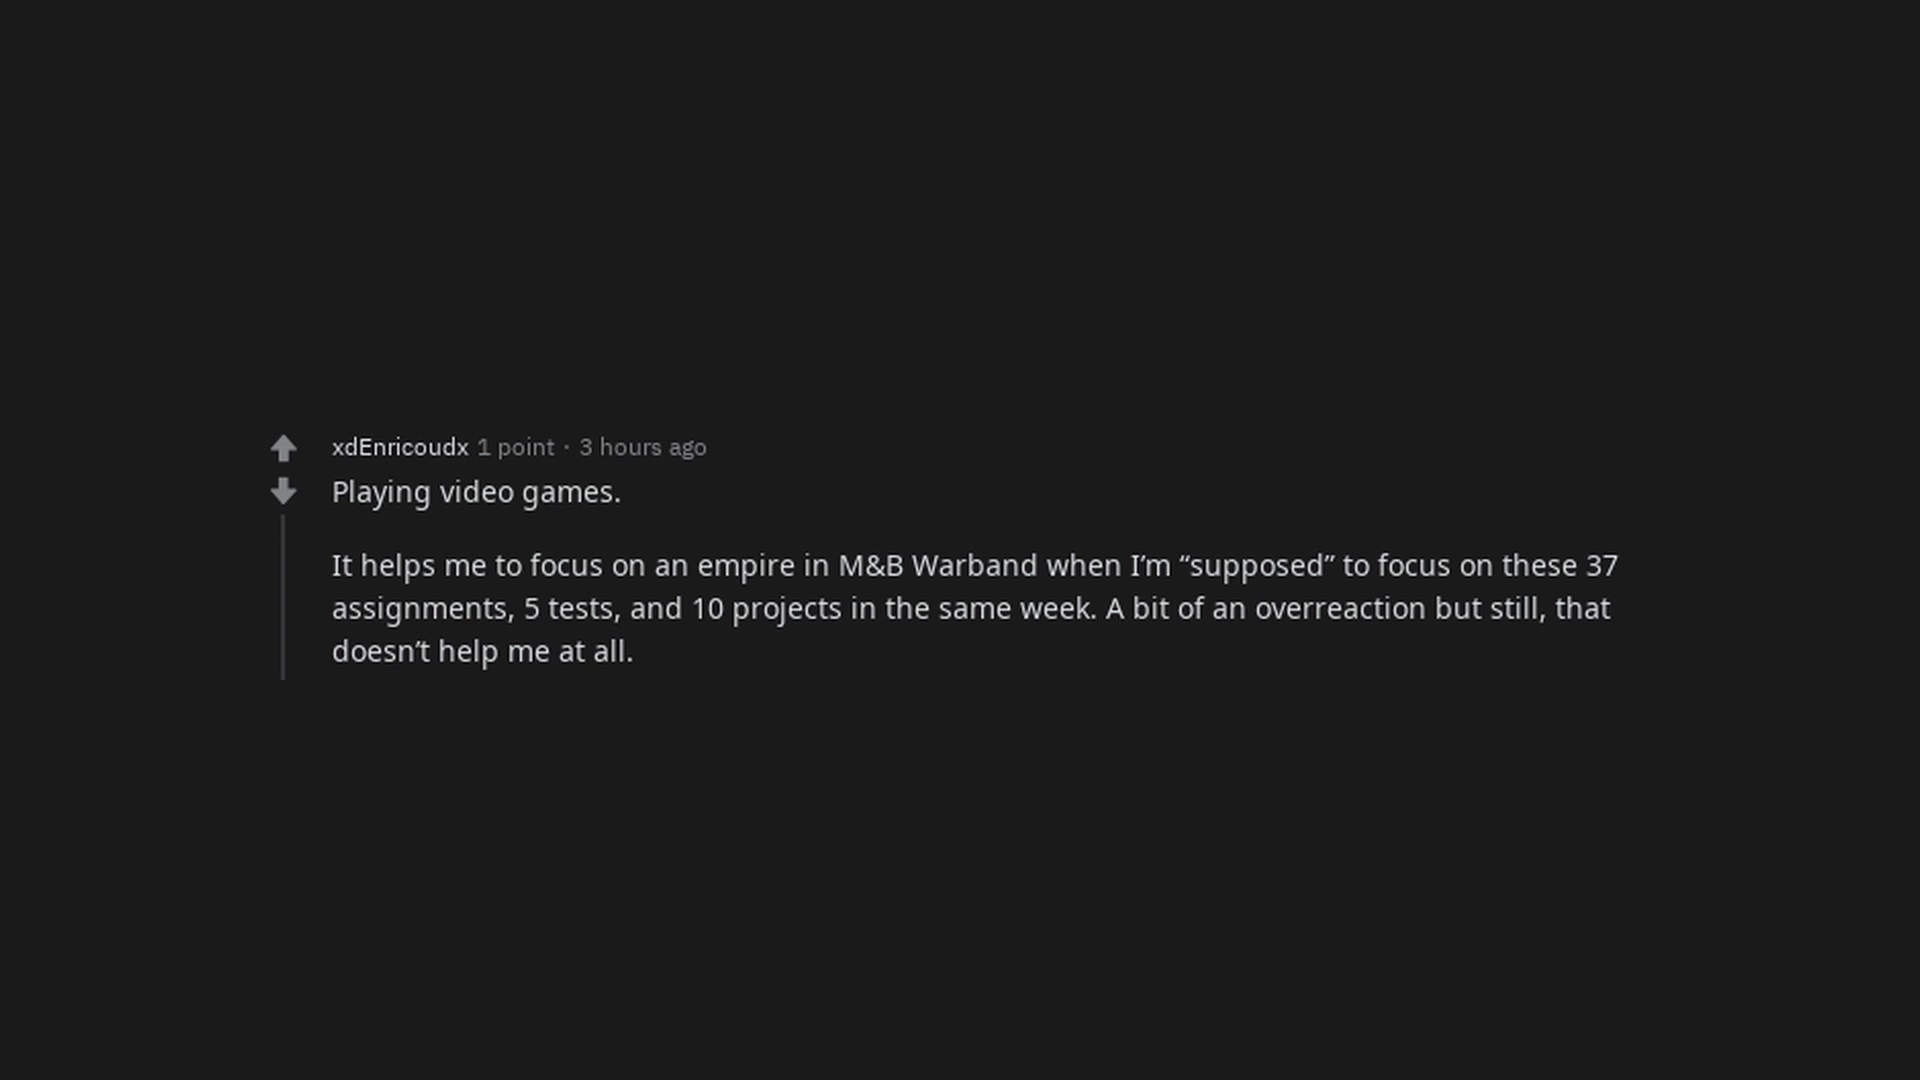 xdEnricoudx 1 point · 3 hours ago
Playing video games.
It helps me to focus on an empire in M&B Warband when I’m “supposed” to focus on these 37
assignments, 5 tests, and 10 projects in the same week. A bit of an overreaction but still, that
doesn’t help me at all.